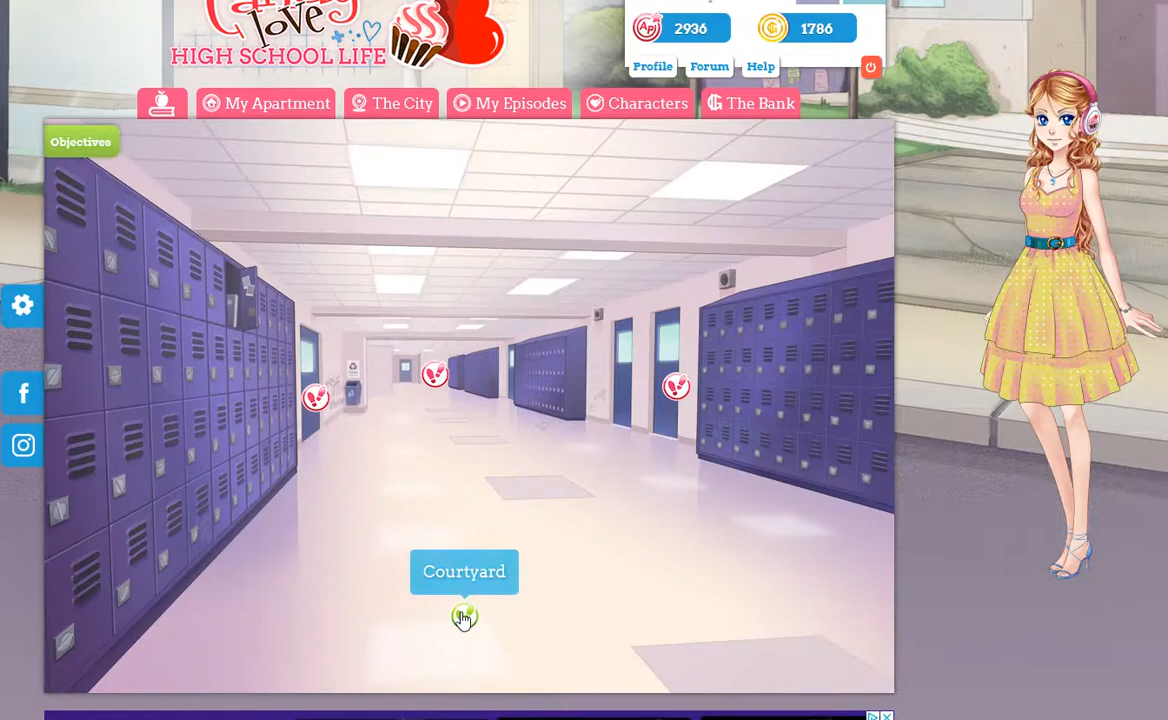 love
HIGH SCHOOL LIFE
Api 2936 1786
Profile Forum Help
My Apartment The City My Episodes Characters The Bank
Objectives
Courtyard